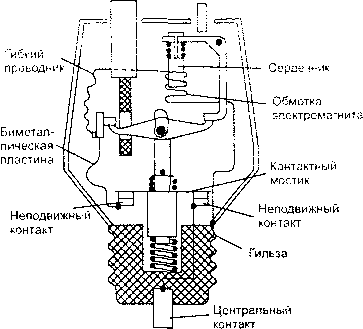 Гибкий
проводник
Сердечник
Обмотка
электромагнита
Биметал-
лическая
пластина
Контактный
мостик
Неподвижный
контакт
Неподвижный
контакт
Гильза
Центральный
контакт